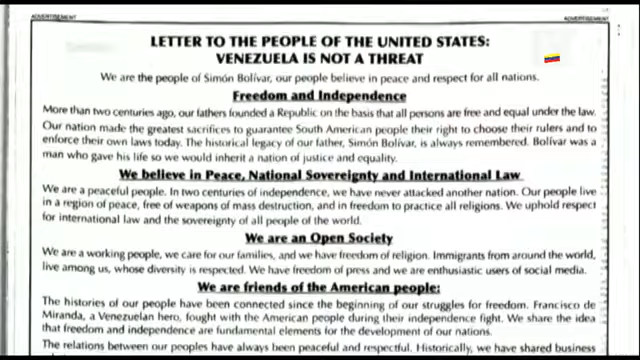 ADVERTISEMENT ADVERTISEMENT
LETTER TO THE PEOPLE OF THE UNITED STATES:
VENEZUELA IS NOT A THREAT
We are the people of Simón Bolívar, our people believe in peace and respect for all nations.
Freedom and Independence
More than two centuries ago, our fathers founded a Republic on the basis that all persons are free and equal under the law.
Our nation made the greatest sacrifices to guarantee South American people their right to choose their rulers and to
enforce their own laws today. The historical legacy of our father, Simón Bolívar, is always remembered. Bolívar was a
man who gave his life so we would inherit a nation of justice and equality.
We believe in Peace, National Sovereignty and International Law
We are a peaceful people. In two centuries of independence, we have never attacked another nation. Our people live
in a region of peace, free of weapons of mass destruction, and in freedom to practice all religions. We uphold respect
for international law and the sovereignty of all people of the world.
We are an Open Society
We are a working people, we care for our families, and we have freedom of religion. Immigrants from around the world,
live among us, whose diversity is respected. We have freedom of press and we are enthusiastic users of social media.
We are friends of the American people:
The histories of our people have been connected since the beginning of our struggles for freedom. Francisco de
Miranda, a Venezuelan hero, fought with the American people during their independence fight. We share the idea
that freedom and independence are fundamental elements for the development of our nations.
The relations between our peoples have always been peaceful and respectful. Historically, we have shared business